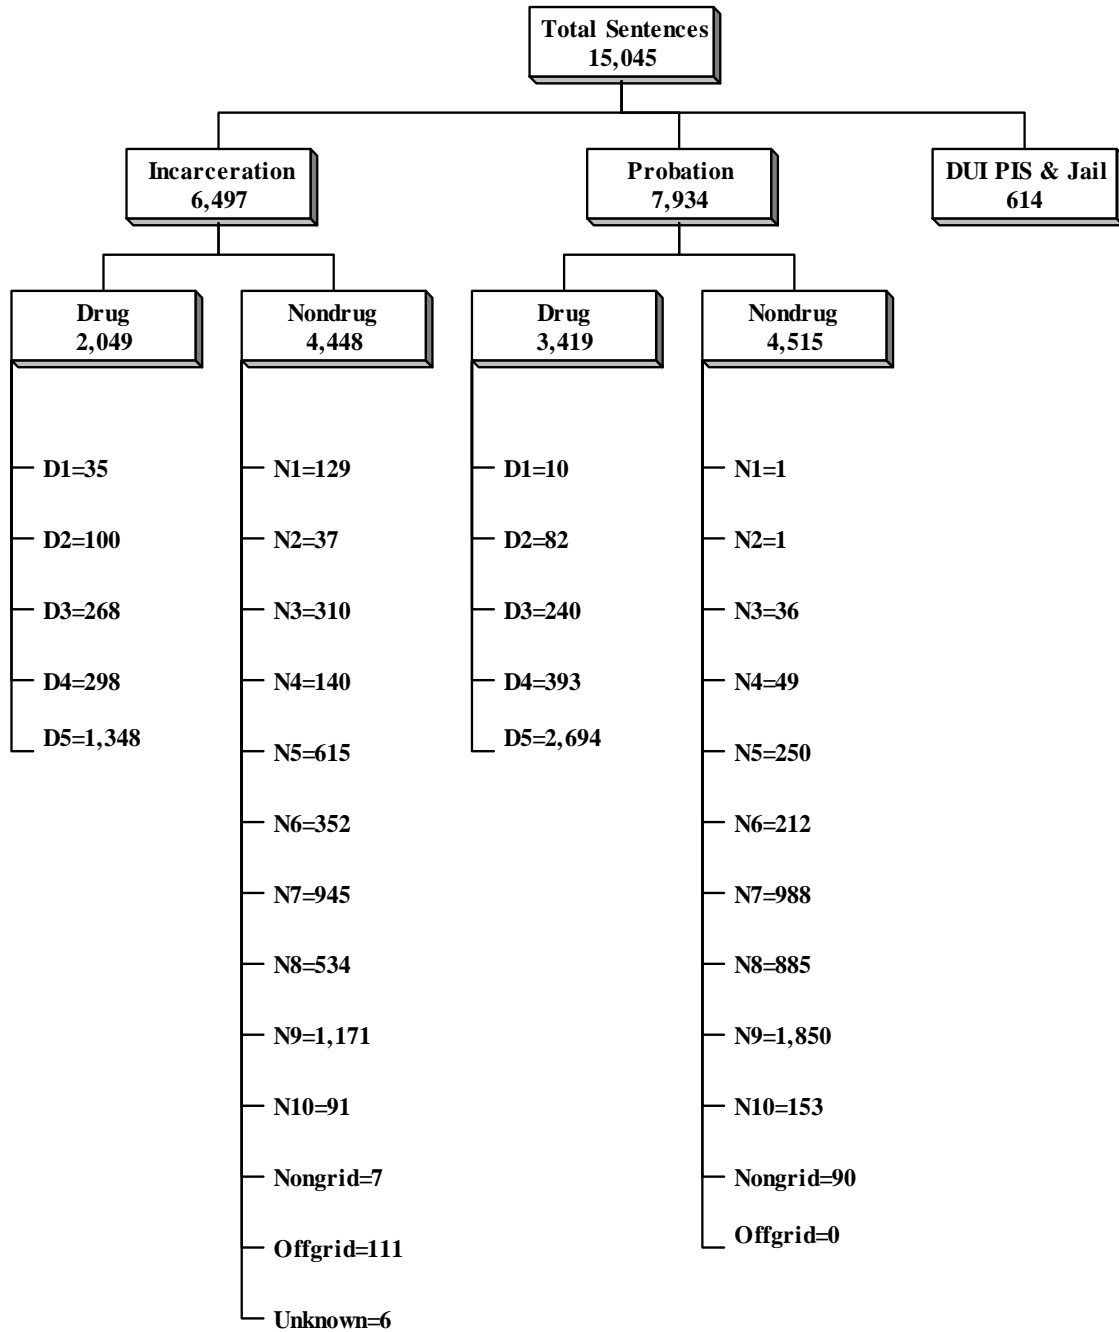 Total Sentences
15,045
Incarceration
6,497
Probation
7,934
DUI PIS & Jail
614
Drug
2,049
Nondrug
4,448
Drug
3,419
Nondrug
4,515
D1=35
D2=100
D3=268
D4=298
D5=1,348
N1=129
N2=37
N3=310
N4=140
N5=615
N6=352
N7=945
N8=534
N9=1,171
N10=91
Nongrid=7
Offgrid=111
Unknown=6
D1=10
D2=82
D3=240
D4=393
D5=2,694
N1=1
N2=1
N3=36
N4=49
N5=250
N6=212
N7=988
N8=885
N9=1,850
N10=153
Nongrid=90
Offgrid=0